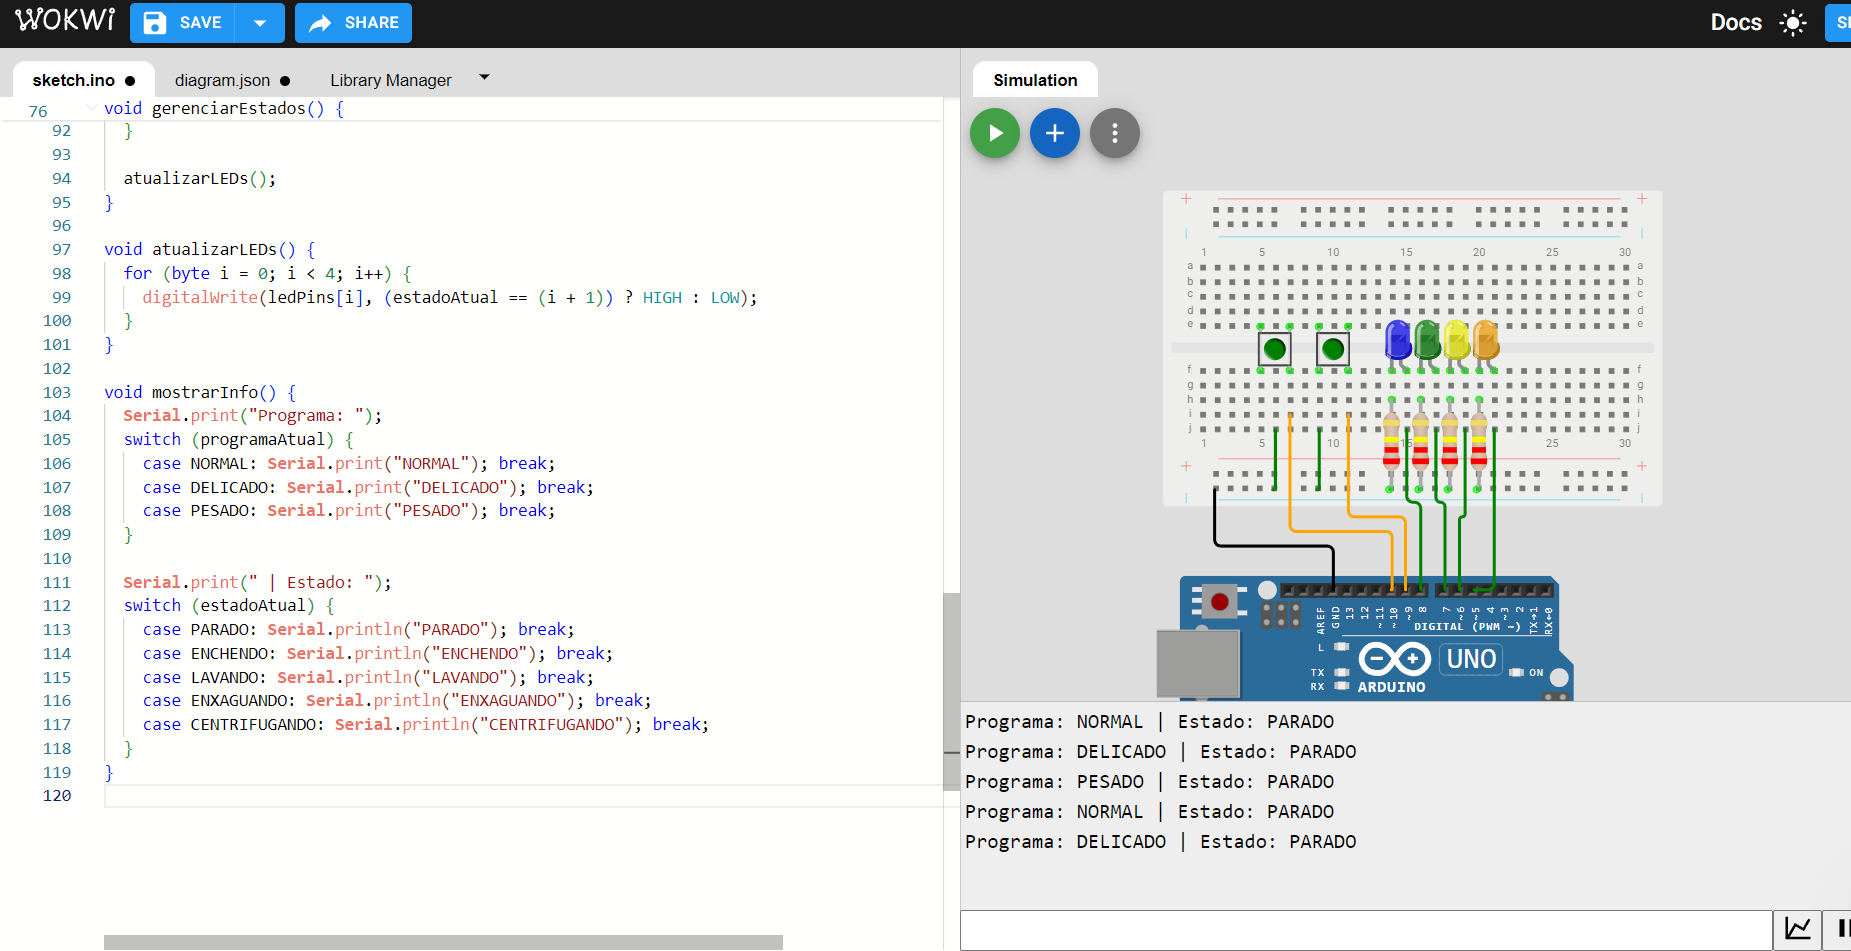 WOKWi
SAVE
SHARE
Docs
sketch.ino
diagram.json
Library Manager
76 void gerenciarEstados() {
92 }
93
94 atualizarLEDs();
95 }
96
97 void atualizarLEDs() {
98 for (byte i = 0; i < 4; i++) {
99 digitalWrite(ledPins[i], (estadoAtual == (i + 1)) ? HIGH : LOW);
100 }
101 }
102
103 void mostrarInfo() {
104 Serial.print("Programa: ");
105 switch (programaAtual) {
106 case NORMAL: Serial.print("NORMAL"); break;
107 case DELICADO: Serial.print("DELICADO"); break;
108 case PESADO: Serial.print("PESADO"); break;
109 }
110
111 Serial.print(" | Estado: ");
112 switch (estadoAtual) {
113 case PARADO: Serial.println("PARADO"); break;
114 case ENCHENDO: Serial.println("ENCHENDO"); break;
115 case LAVANDO: Serial.println("LAVANDO"); break;
116 case ENXAGUANDO: Serial.println("ENXAGUANDO"); break;
117 case CENTRIFUGANDO: Serial.println("CENTRIFUGANDO"); break;
118 }
119 }
120
Simulation
1 5 10 15 20 25 30
a a
b b
c c
d d
e e
f f
g g
h h
i i
j j
1 5 10 15 25 30
AREF GND 13 12 ~11 ~10 ~9 8 7 ~6 ~5 4 ~3 2 TX→1 RX←0
DIGITAL (PWM ~)
L
TX
RX
UNO
ON
ARDUINO
Programa: NORMAL | Estado: PARADO
Programa: DELICADO | Estado: PARADO
Programa: PESADO | Estado: PARADO
Programa: NORMAL | Estado: PARADO
Programa: DELICADO | Estado: PARADO